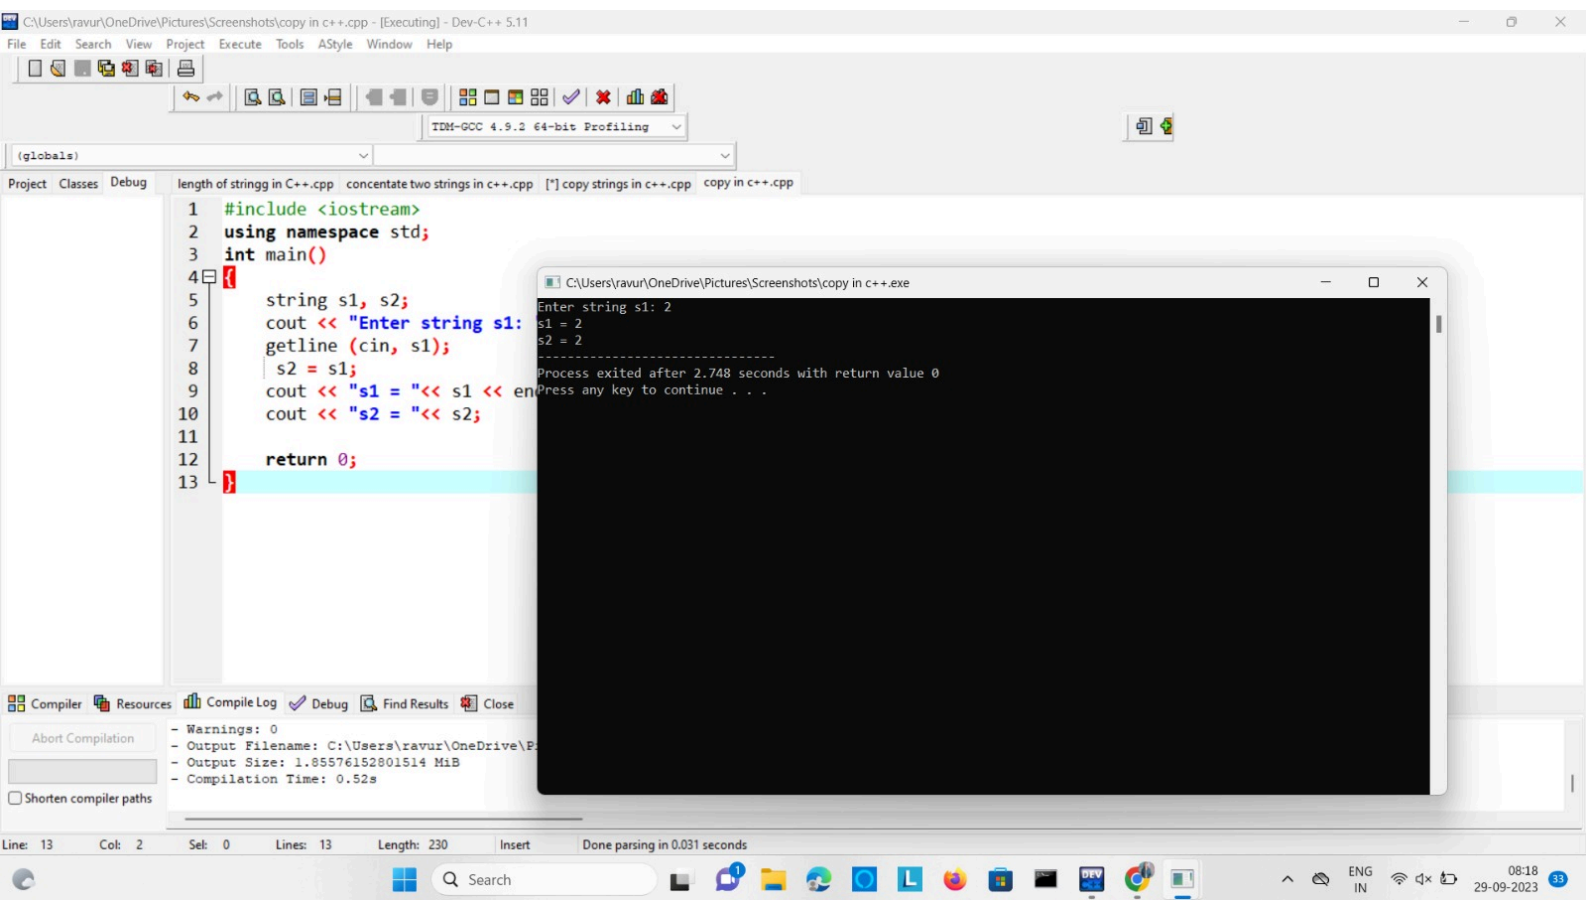 C:\Users\ravur\OneDrive\Pictures\Screenshots\copy in c++.cpp - [Executing] - Dev-C++ 5.11
File Edit Search View Project Execute Tools AStyle Window Help
TDM-GCC 4.9.2 64-bit Profiling
(globals)
Project Classes Debug
length of stringg in C++.cpp concentate two strings in c++.cpp [*] copy strings in c++.cpp copy in c++.cpp
1 #include <iostream>
2 using namespace std;
3 int main()
4 {
5 string s1, s2;
6 cout << "Enter string s1:
7 getline (cin, s1);
8 s2 = s1;
9 cout << "s1 = "<< s1 << en
10 cout << "s2 = "<< s2;
11
12 return 0;
13 }
C:\Users\ravur\OneDrive\Pictures\Screenshots\copy in c++.exe
Enter string s1: 2
s1 = 2
s2 = 2
--------------------------------
Process exited after 2.748 seconds with return value 0
Press any key to continue . . .
Compiler Resources Compile Log Debug Find Results Close
Abort Compilation
Shorten compiler paths
- Warnings: 0
- Output Filename: C:\Users\ravur\OneDrive\P
- Output Size: 1.85576152801514 MiB
- Compilation Time: 0.52s
Line: 13 Col: 2 Sel: 0 Lines: 13 Length: 230 Insert Done parsing in 0.031 seconds
Search
1
L
DEV
ENG
IN
08:18
29-09-2023
33